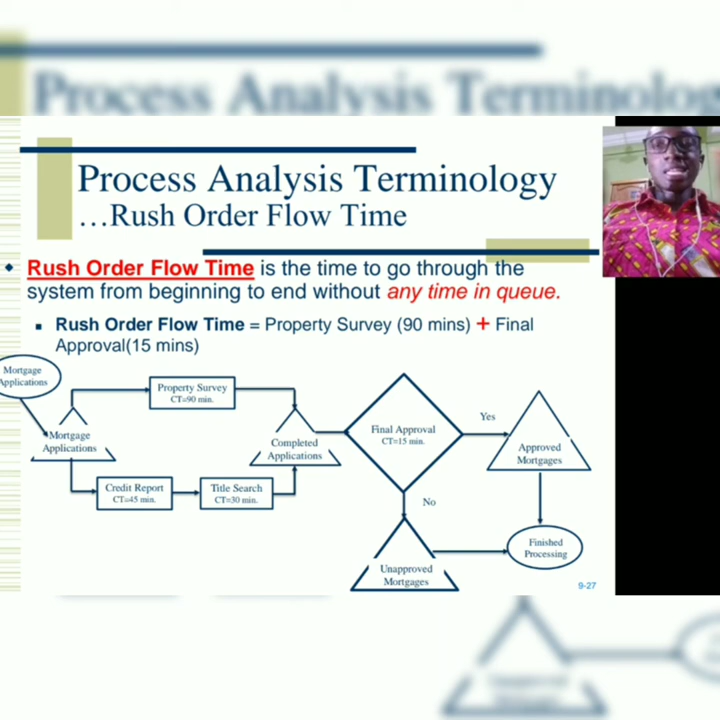 Process Analysis Terminolog
Process Analysis Terminology
…Rush Order Flow Time
Rush Order Flow Time is the time to go through the
system from beginning to end without any time in queue.
Rush Order Flow Time = Property Survey (90 mins) + Final
Approval(15 mins)
Mortgage
Applications
Property Survey
CT=90 min.
Mortgage
Applications
Completed
Applications
Final Approval
CT=15 min.
Yes
Approved
Mortgages
Credit Report
CT=45 min.
Title Search
CT=30 min.
No
Unapproved
Mortgages
Finished
Processing
9-27